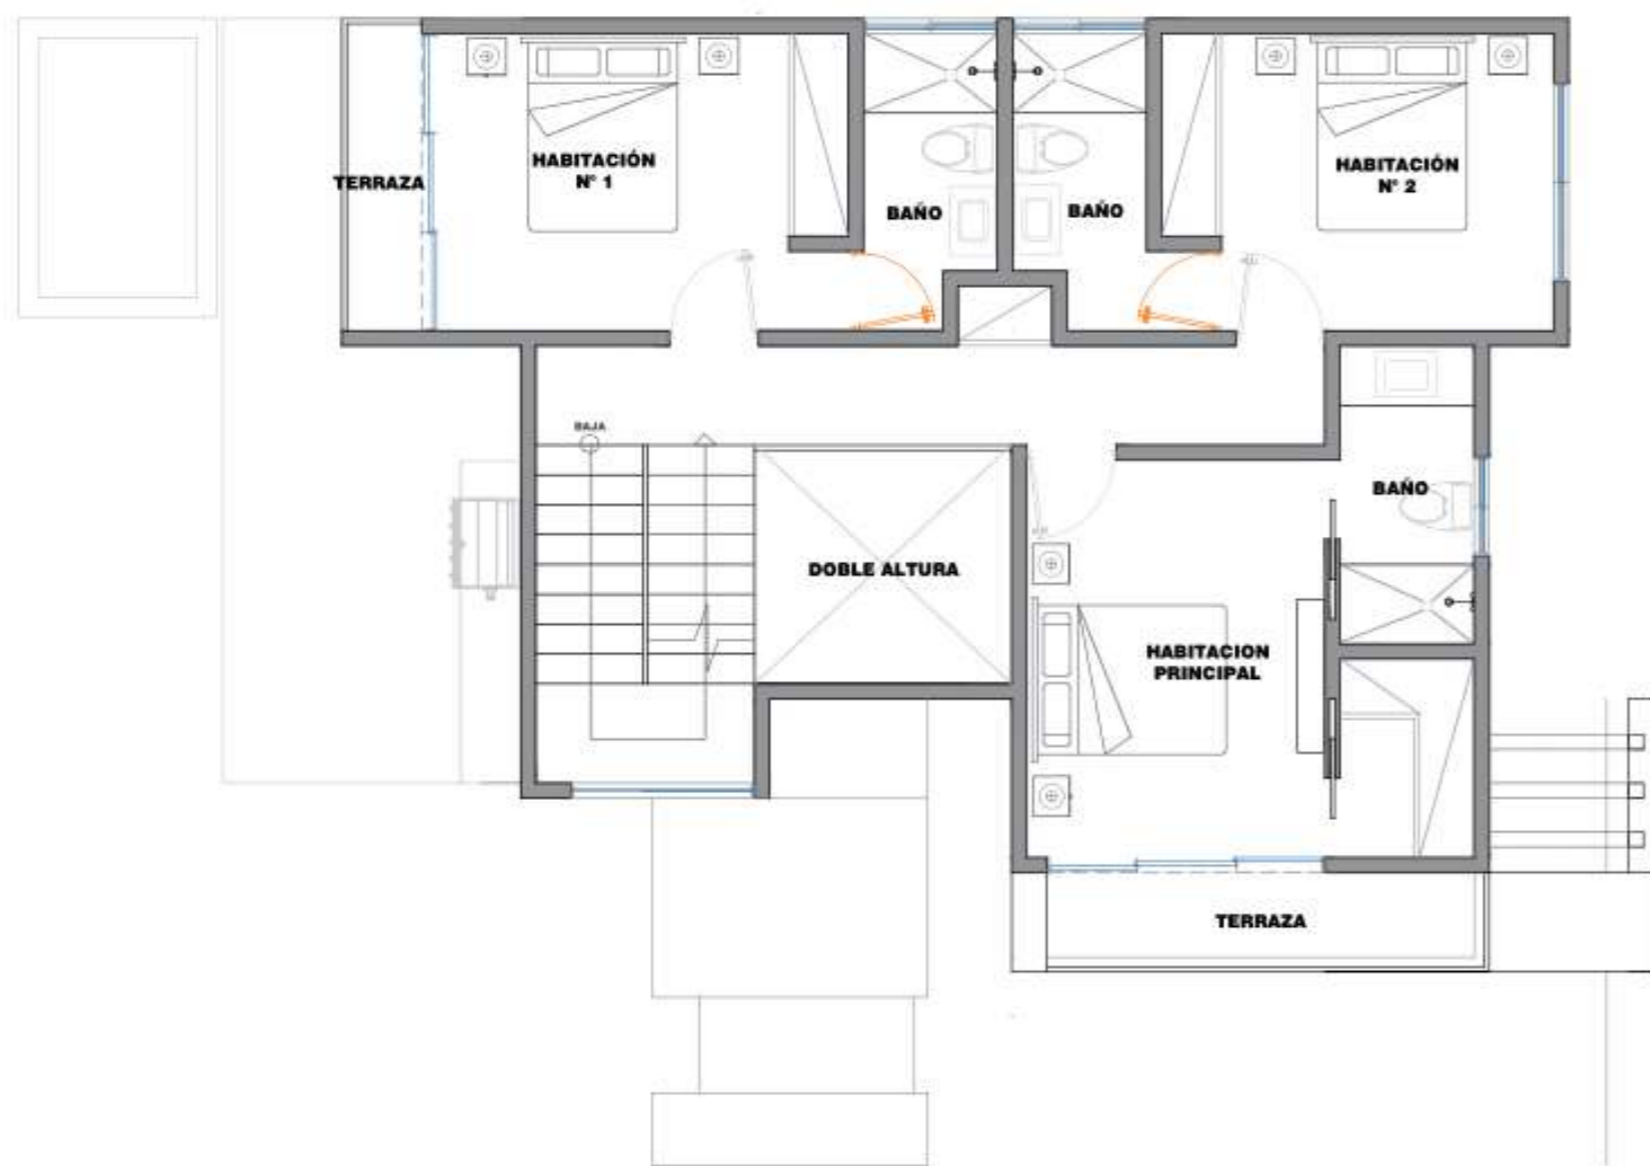 HABITACIÓN
N° 1
HABITACIÓN
N° 2
TERRAZA
BAÑO
BAÑO
BAJA
BAÑO
DOBLE ALTURA
HABITACION
PRINCIPAL
TERRAZA